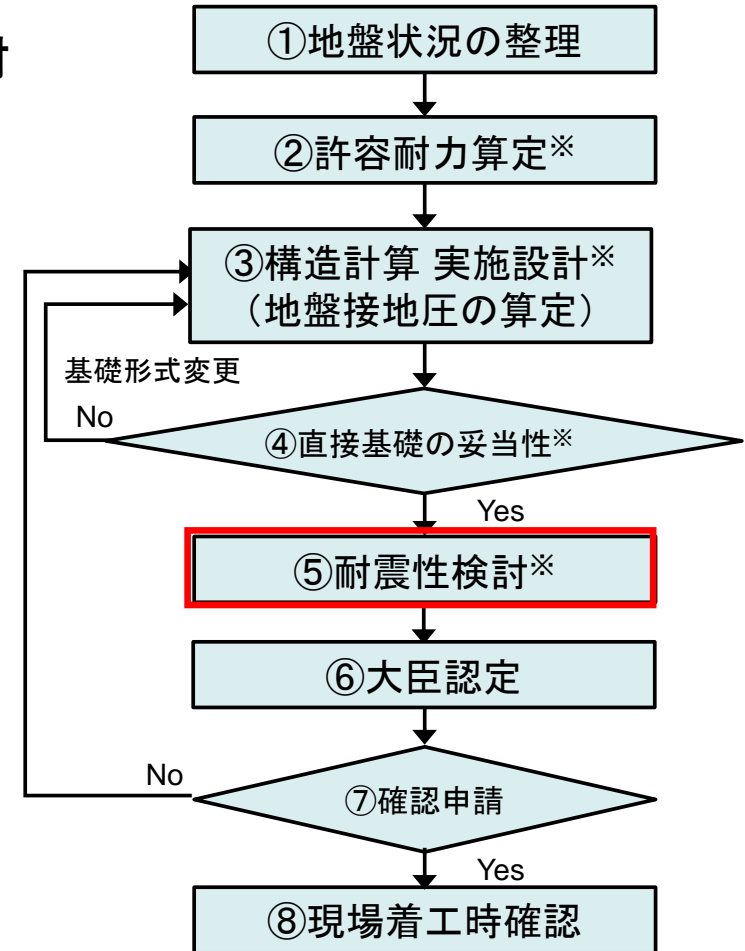 討
①地盤状況の整理
②許容耐力算定※
③構造計算 実施設計※
（地盤接地圧の算定）
基礎形式変更
No
④直接基礎の妥当性※
Yes
⑤耐震性検討※
⑥大臣認定
No
⑦確認申請
Yes
⑧現場着工時確認